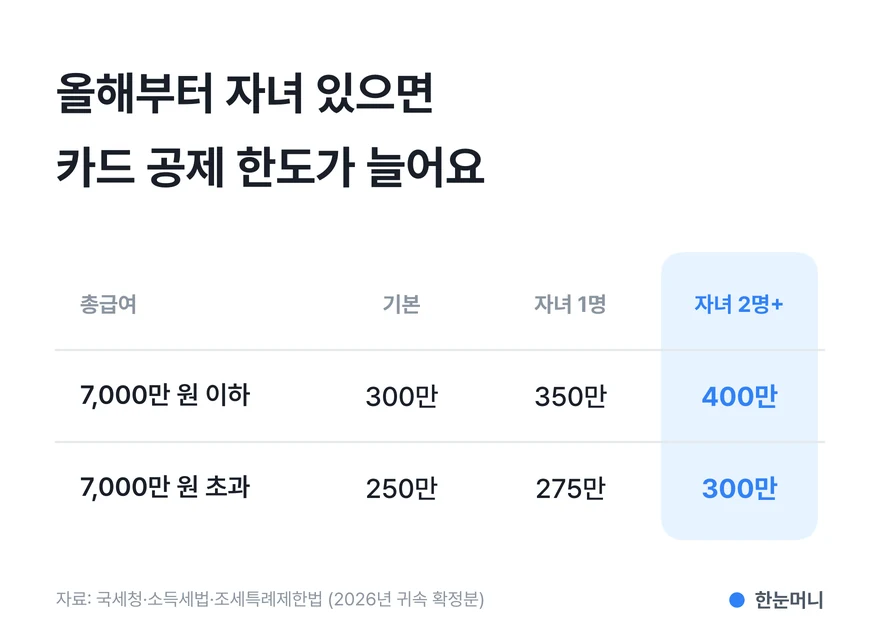 올해부터 자녀 있으면
카드 공제 한도가 늘어요
총급여 기본 자녀 1명 자녀 2명+
7,000만 원 이하 300만 350만 400만
7,000만 원 초과 250만 275만 300만
자료: 국세청·소득세법·조세특례제한법 (2026년 귀속 확정분)
한눈머니